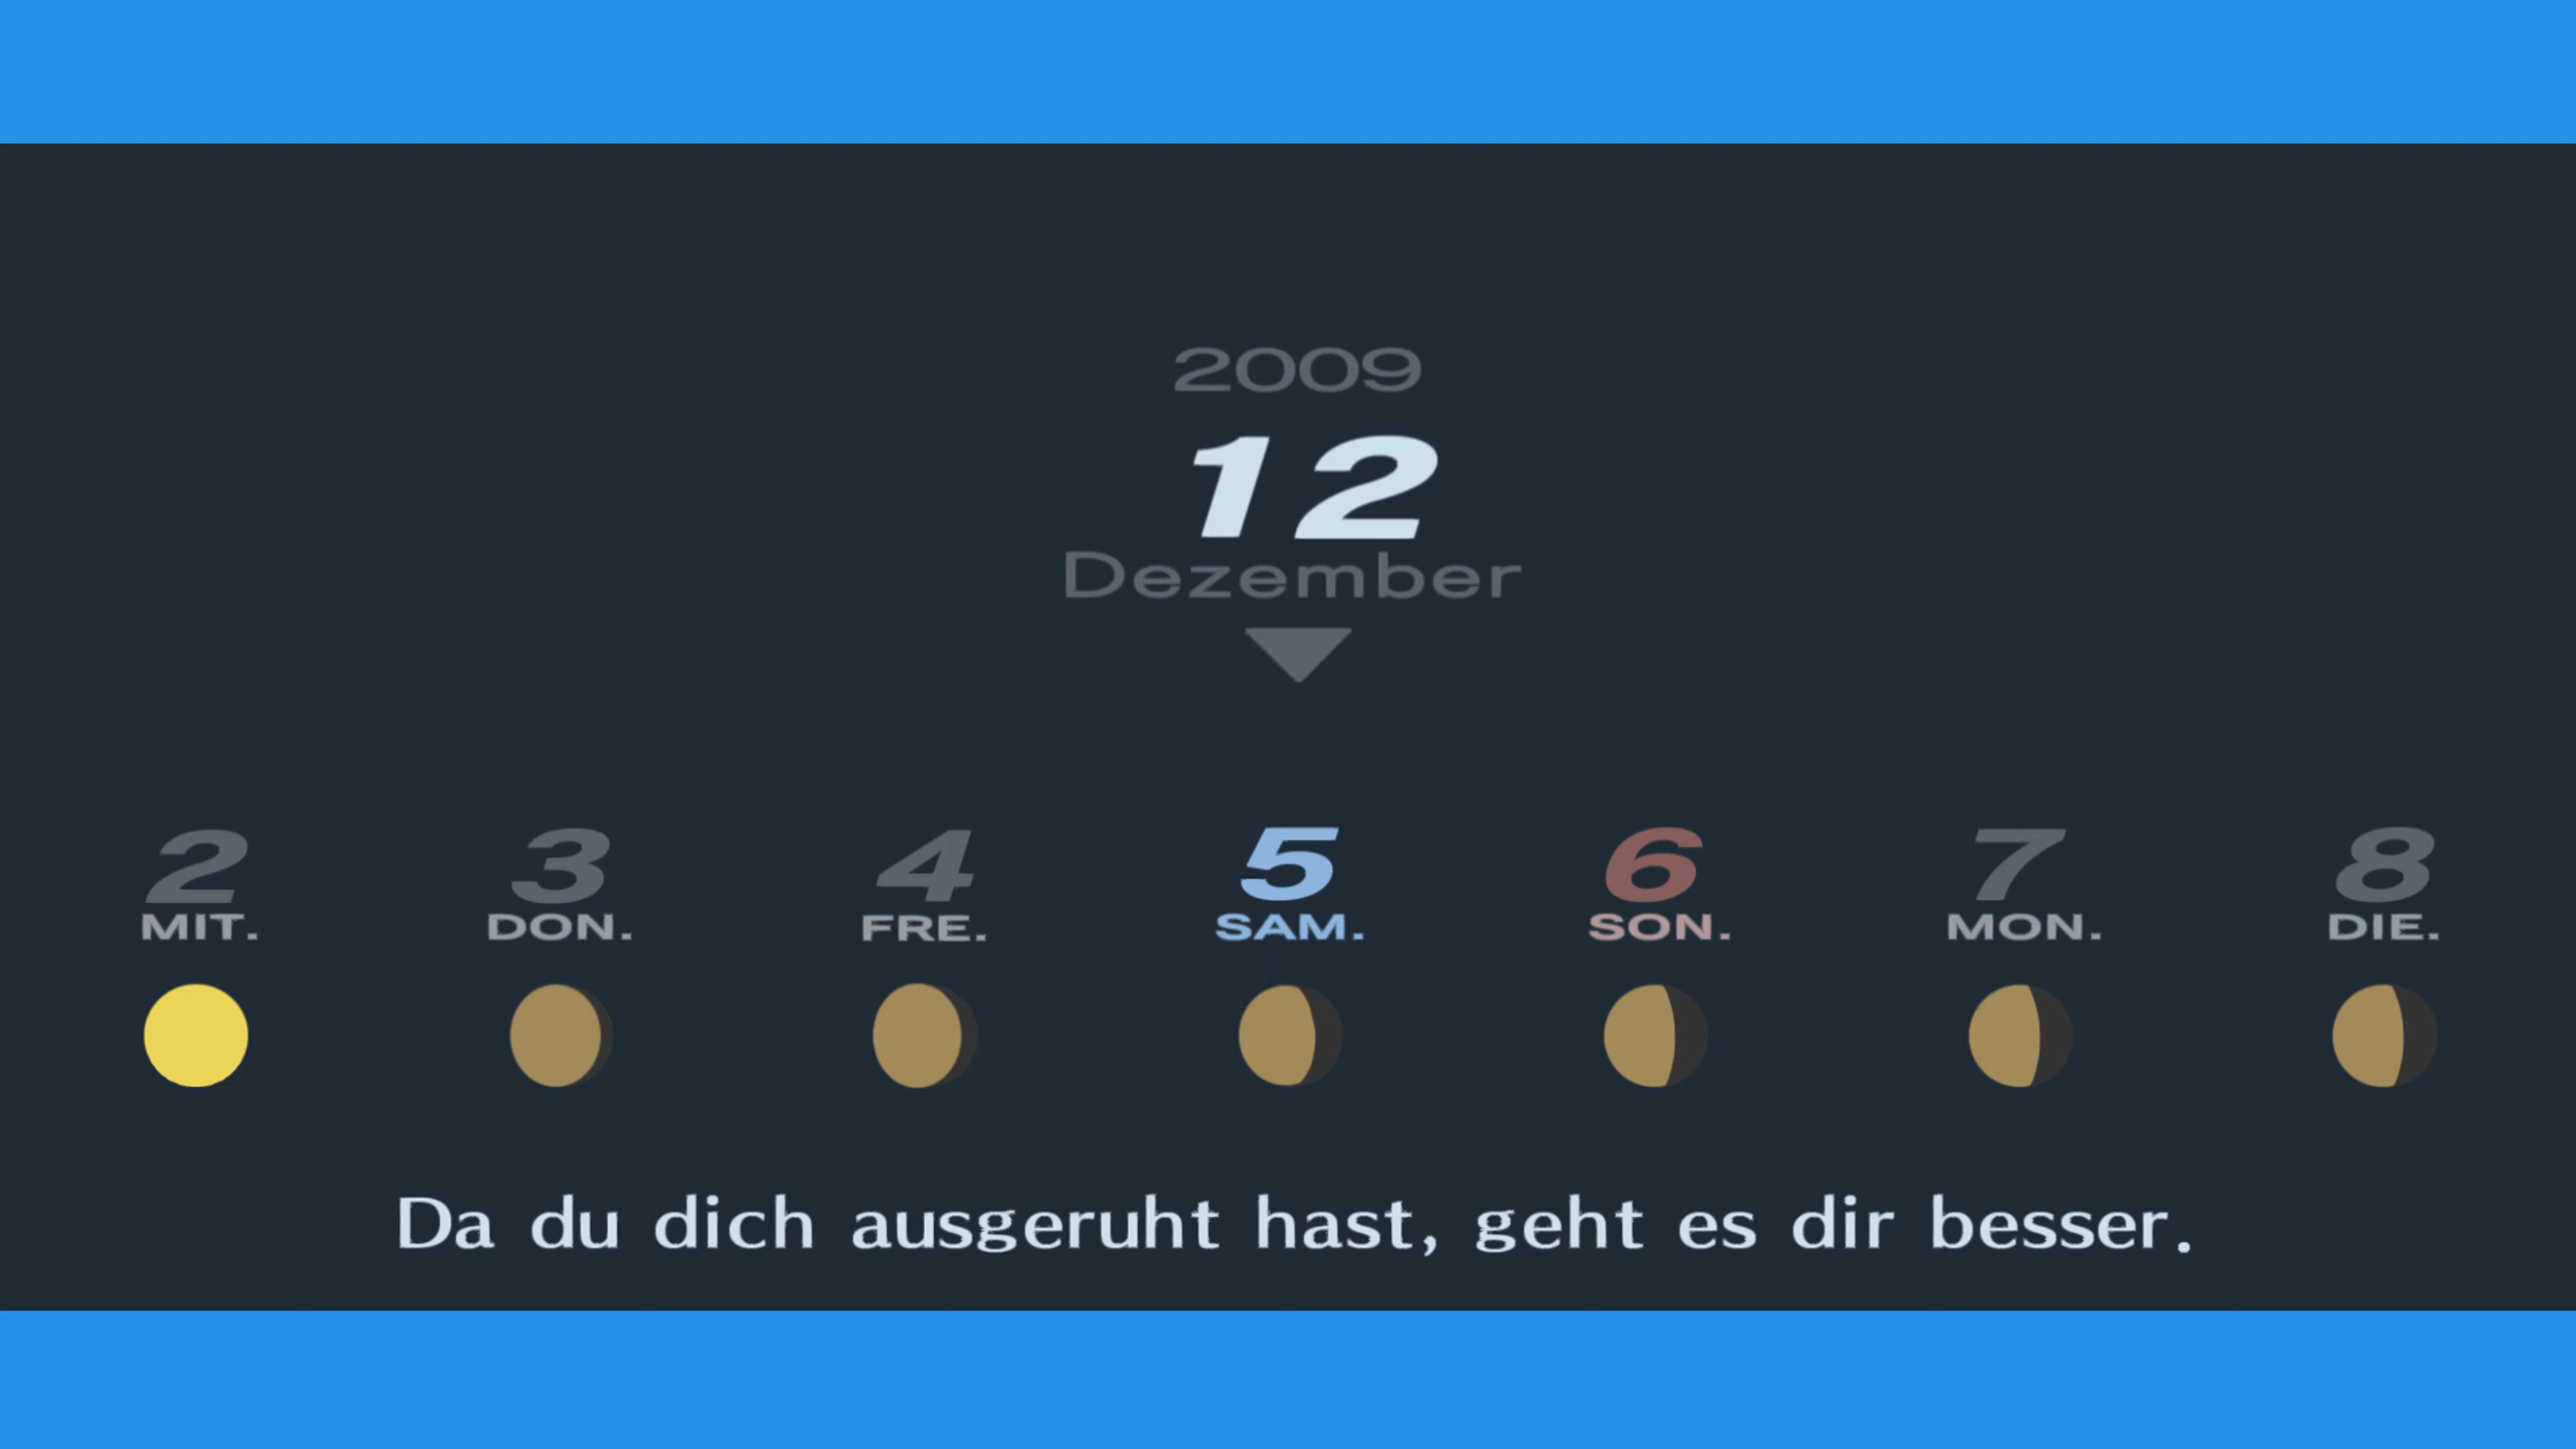 2009
12
Dezember
2 3 4 5 6 7 8
MIT. DON. FRE. SAM. SON. MON. DIE.
Da du dich ausgeruht hast, geht es dir besser.